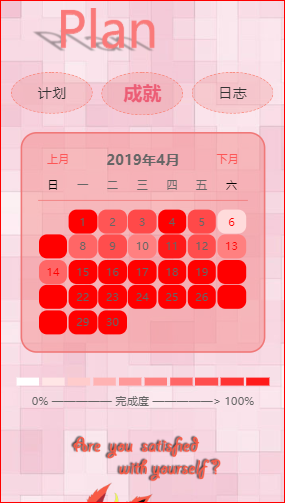 Plan
计划 成就 日志
上月 2019年4月 下月
日 一 二 三 四 五 六
1 2 3 4 5 6
8 9 10 11 12 13
14 15 16 17 18 19
22 23 24 25 26
29 30
0% ————— 完成度 —————> 100%
Are you satisfied
with yourself?